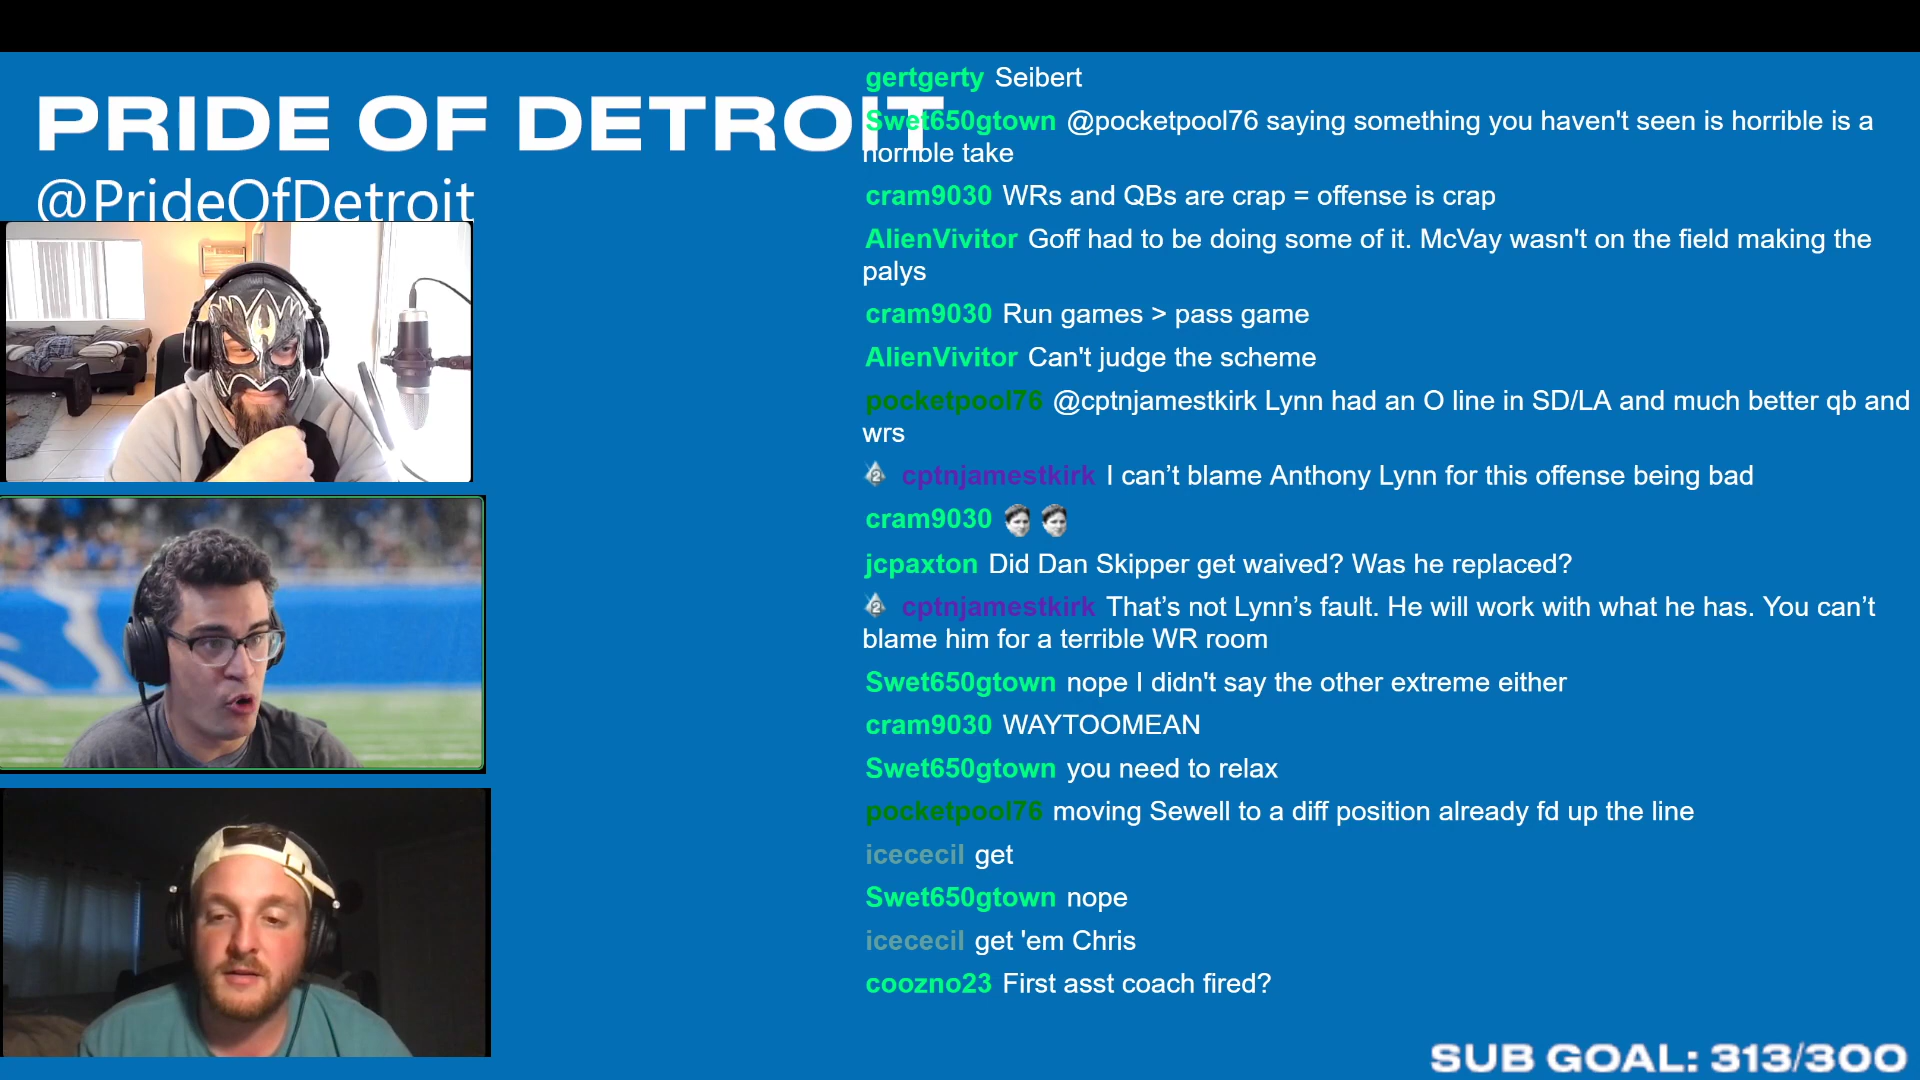 PRIDE OF DETROIT
@PrideOfDetroit
gertgerty Seibert
Swet650gtown @pocketpool76 saying something you haven't seen is horrible is a
horrible take
cram9030 WRs and QBs are crap = offense is crap
AlienVivitor Goff had to be doing some of it. McVay wasn't on the field making the
palys
cram9030 Run games > pass game
AlienVivitor Can't judge the scheme
pocketpool76 @cptnjamestkirk Lynn had an O line in SD/LA and much better qb and
wrs
2 cptnjamestkirk I can’t blame Anthony Lynn for this offense being bad
cram9030
jcpaxton Did Dan Skipper get waived? Was he replaced?
2 cptnjamestkirk That’s not Lynn’s fault. He will work with what he has. You can’t
blame him for a terrible WR room
Swet650gtown nope I didn't say the other extreme either
cram9030 WAYTOOMEAN
Swet650gtown you need to relax
pocketpool76 moving Sewell to a diff position already fd up the line
icececil get
Swet650gtown nope
icececil get 'em Chris
coozno23 First asst coach fired?
SUB GOAL: 313/300